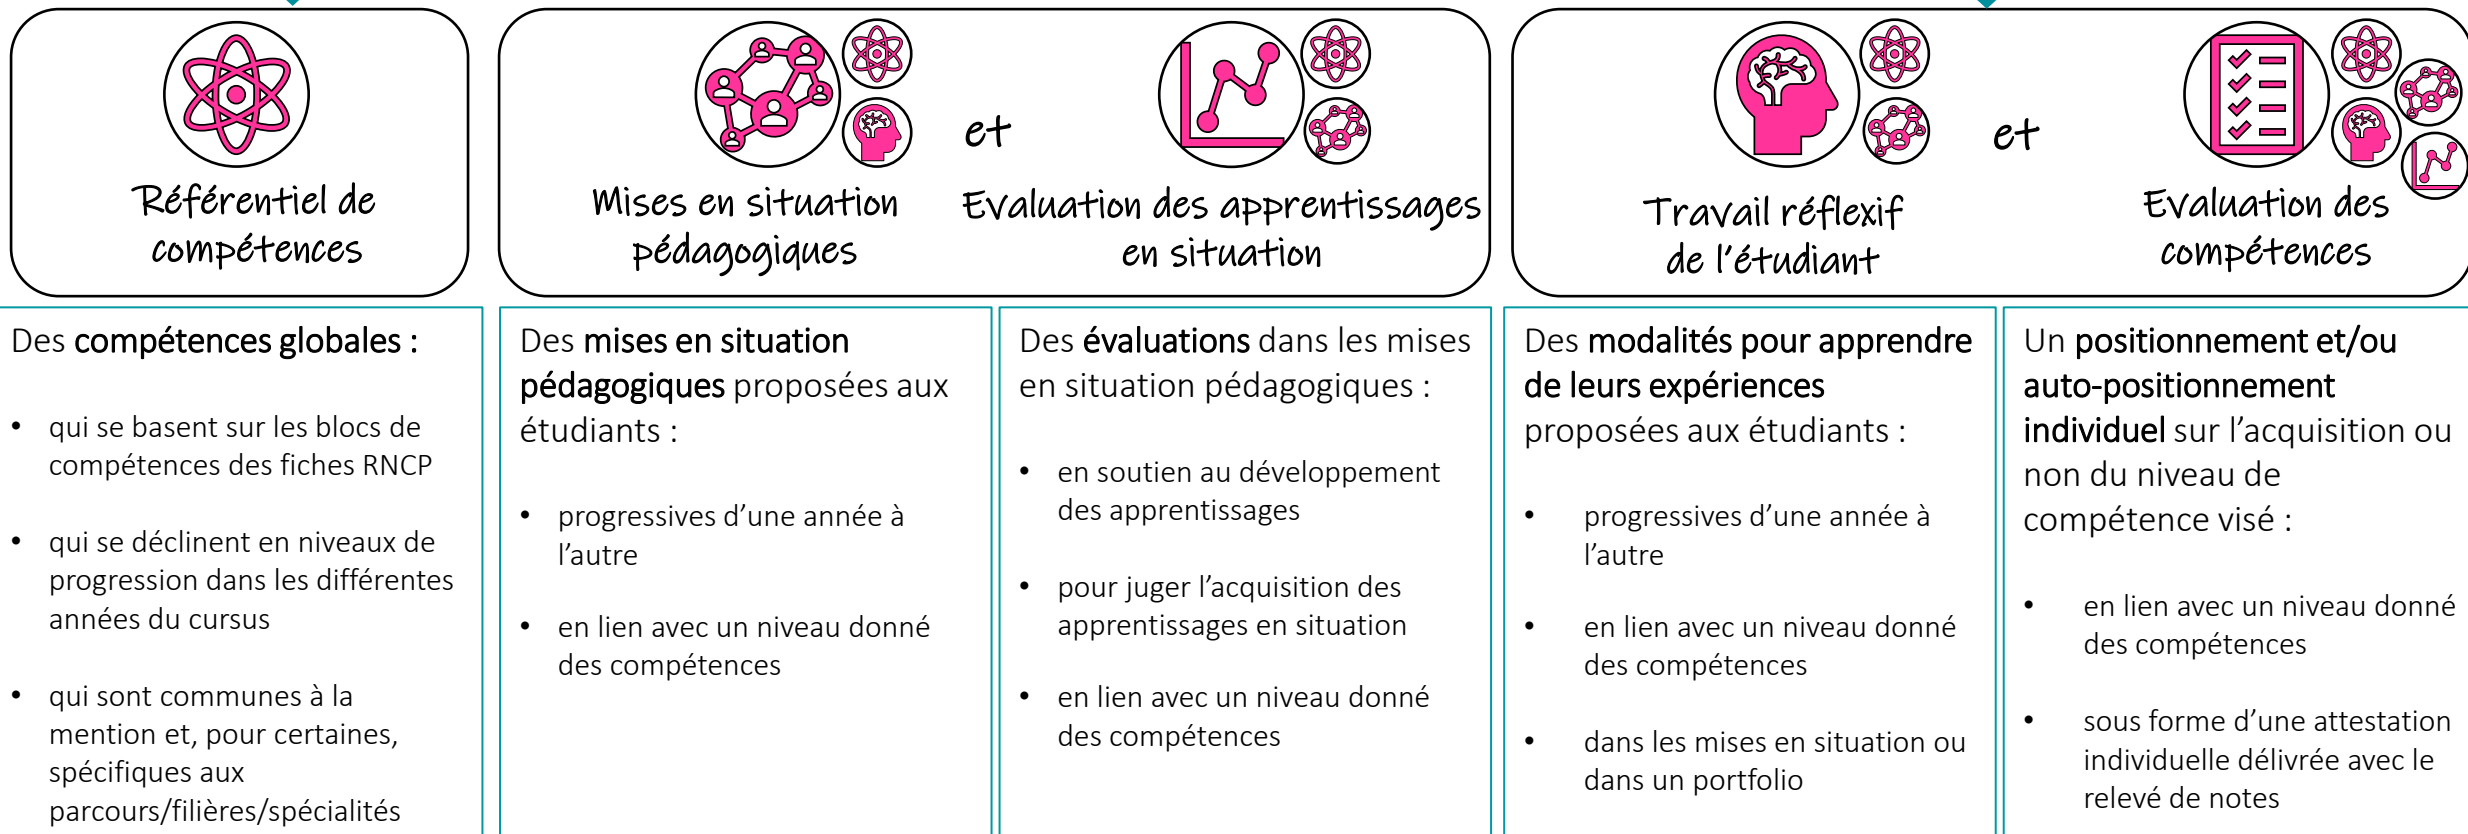 Référentiel de
compétences
Mises en situation
pédagogiques
et
Evaluation des apprentissages
en situation
Travail réflexif
de l'étudiant
et
Evaluation des
compétences
Des compétences globales :
• qui se basent sur les blocs de
compétences des fiches RNCP
• qui se déclinent en niveaux de
progression dans les différentes
années du cursus
• qui sont communes à la
mention et, pour certaines,
spécifiques aux
parcours/filières/spécialités
Des mises en situation
pédagogiques proposées aux
étudiants :
• progressives d'une année à
l'autre
• en lien avec un niveau donné
des compétences
Des évaluations dans les mises
en situation pédagogiques :
• en soutien au développement
des apprentissages
• pour juger l'acquisition des
apprentissages en situation
• en lien avec un niveau donné
des compétences
Des modalités pour apprendre
de leurs expériences
proposées aux étudiants :
• progressives d'une année à
l'autre
• en lien avec un niveau donné
des compétences
• dans les mises en situation ou
dans un portfolio
Un positionnement et/ou
auto-positionnement
individuel sur l'acquisition ou
non du niveau de
compétence visé :
• en lien avec un niveau donné
des compétences
• sous forme d'une attestation
individuelle délivrée avec le
relevé de notes